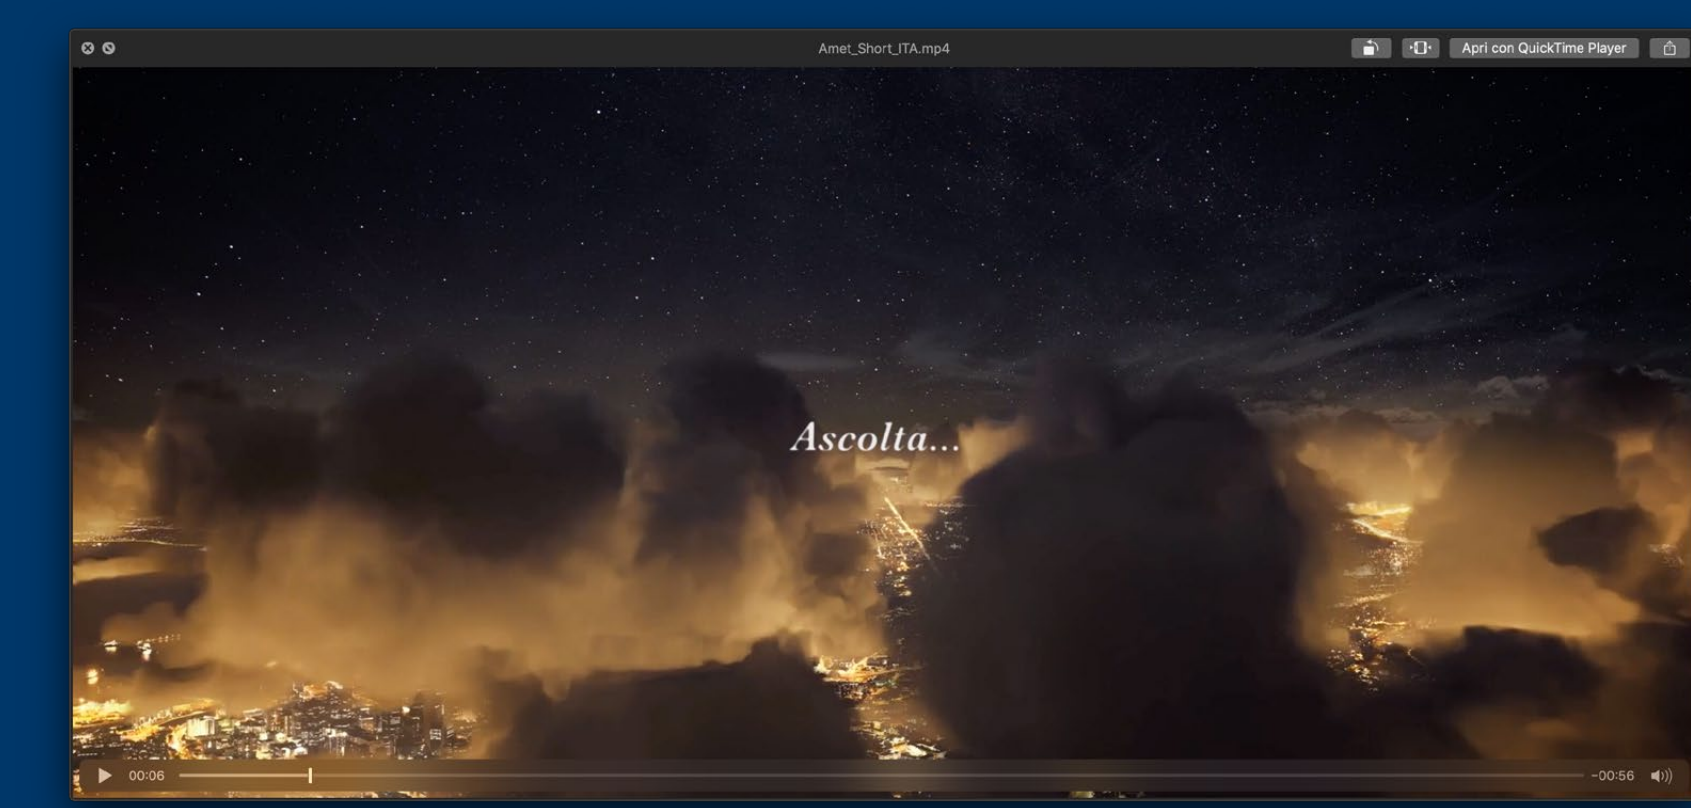 Amet_Short_ITA.mp4
Apri con QuickTime Player
Ascolta...
00:06
-00:56